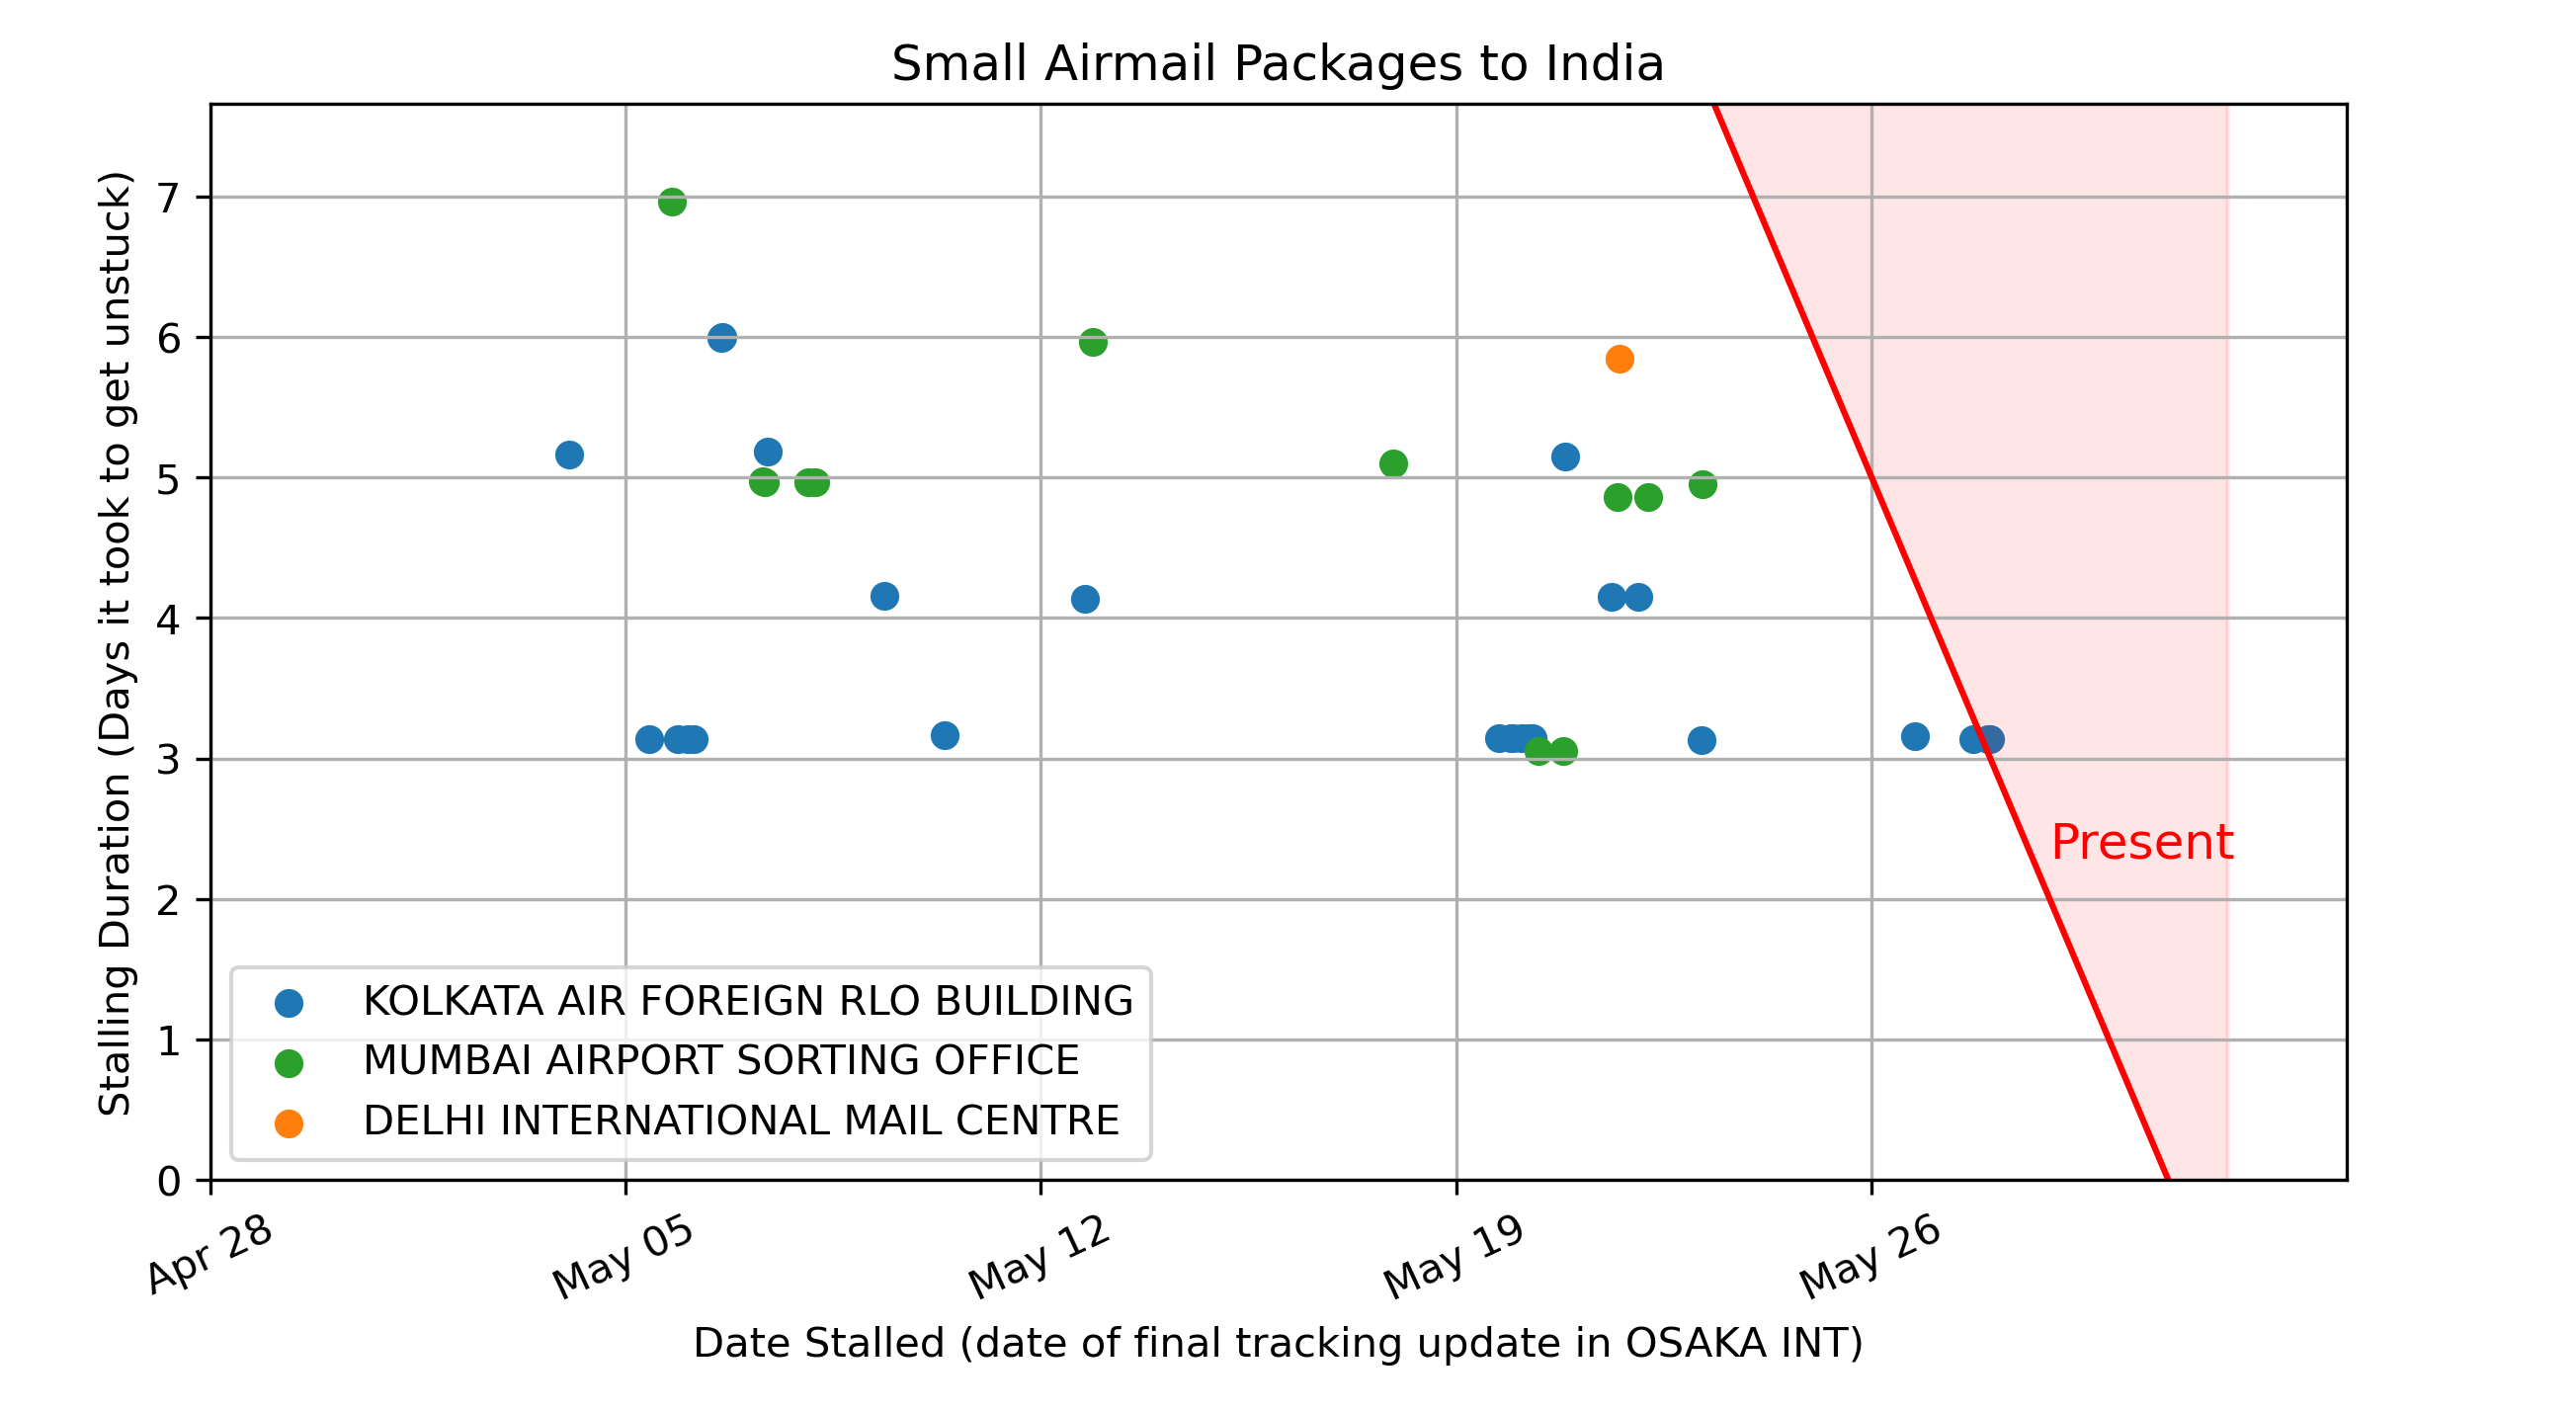 Small Airmail Packages to India
Stalling Duration (Days it took to get unstuck)
7
6
5
4
3
2
1
0
Present
KOLKATA AIR FOREIGN RLO BUILDING
MUMBAI AIRPORT SORTING OFFICE
DELHI INTERNATIONAL MAIL CENTRE
Apr 28
May 05
May 12
May 19
May 26
Date Stalled (date of final tracking update in OSAKA INT)